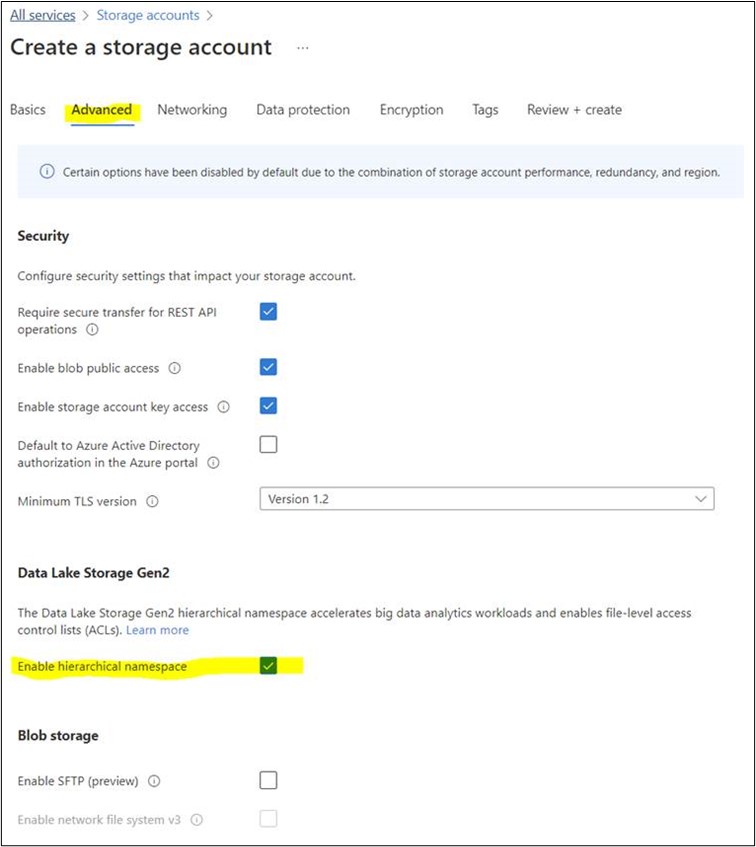 All services > Storage accounts >
Create a storage account ...
Basics Advanced Networking Data protection Encryption Tags Review + create
Certain options have been disabled by default due to the combination of storage account performance, redundancy, and region.
Security
Configure security settings that impact your storage account.
Require secure transfer for REST API
operations
Enable blob public access
Enable storage account key access
Default to Azure Active Directory
authorization in the Azure portal
Minimum TLS version Version 1.2
Data Lake Storage Gen2
The Data Lake Storage Gen2 hierarchical namespace accelerates big data analytics workloads and enables file-level access
control lists (ACLs). Learn more
Enable hierarchical namespace
Blob storage
Enable SFTP (preview)
Enable network file system v3